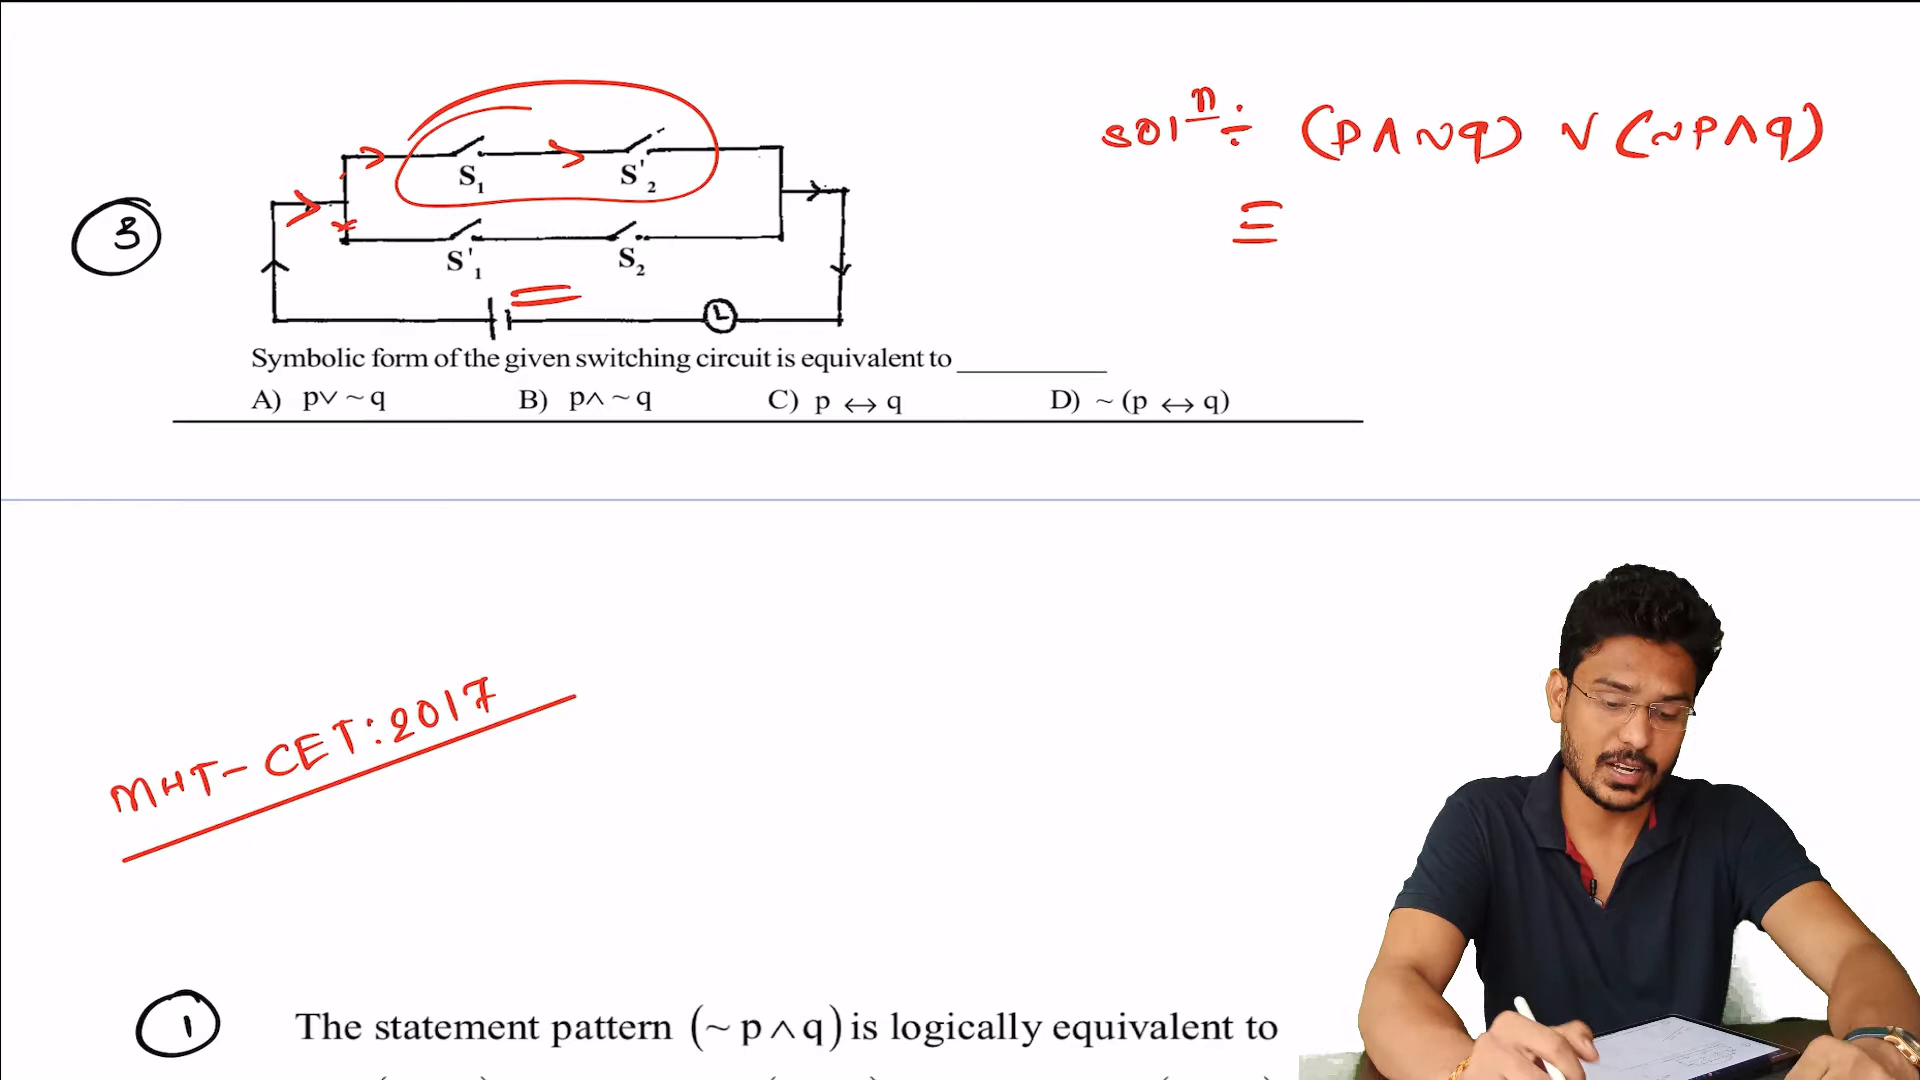 solⁿ ÷ (p ∧ ~q) ∨ (~p ∧ q)
≡
3
S₁ S'₂
S'₁ S₂
L
Symbolic form of the given switching circuit is equivalent to __________
A) p∨ ~ q B) p∧ ~ q C) p ↔ q D) ~ (p ↔ q)
MHT-CET:2017
1 The statement pattern (~ p ∧ q) is logically equivalent to